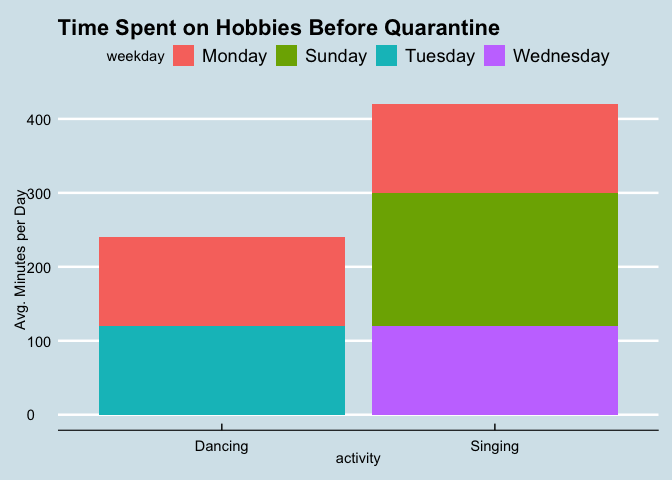 Time Spent on Hobbies Before Quarantine
weekday Monday Sunday Tuesday Wednesday
Avg. Minutes per Day
400
300
200
100
0
Dancing Singing
activity